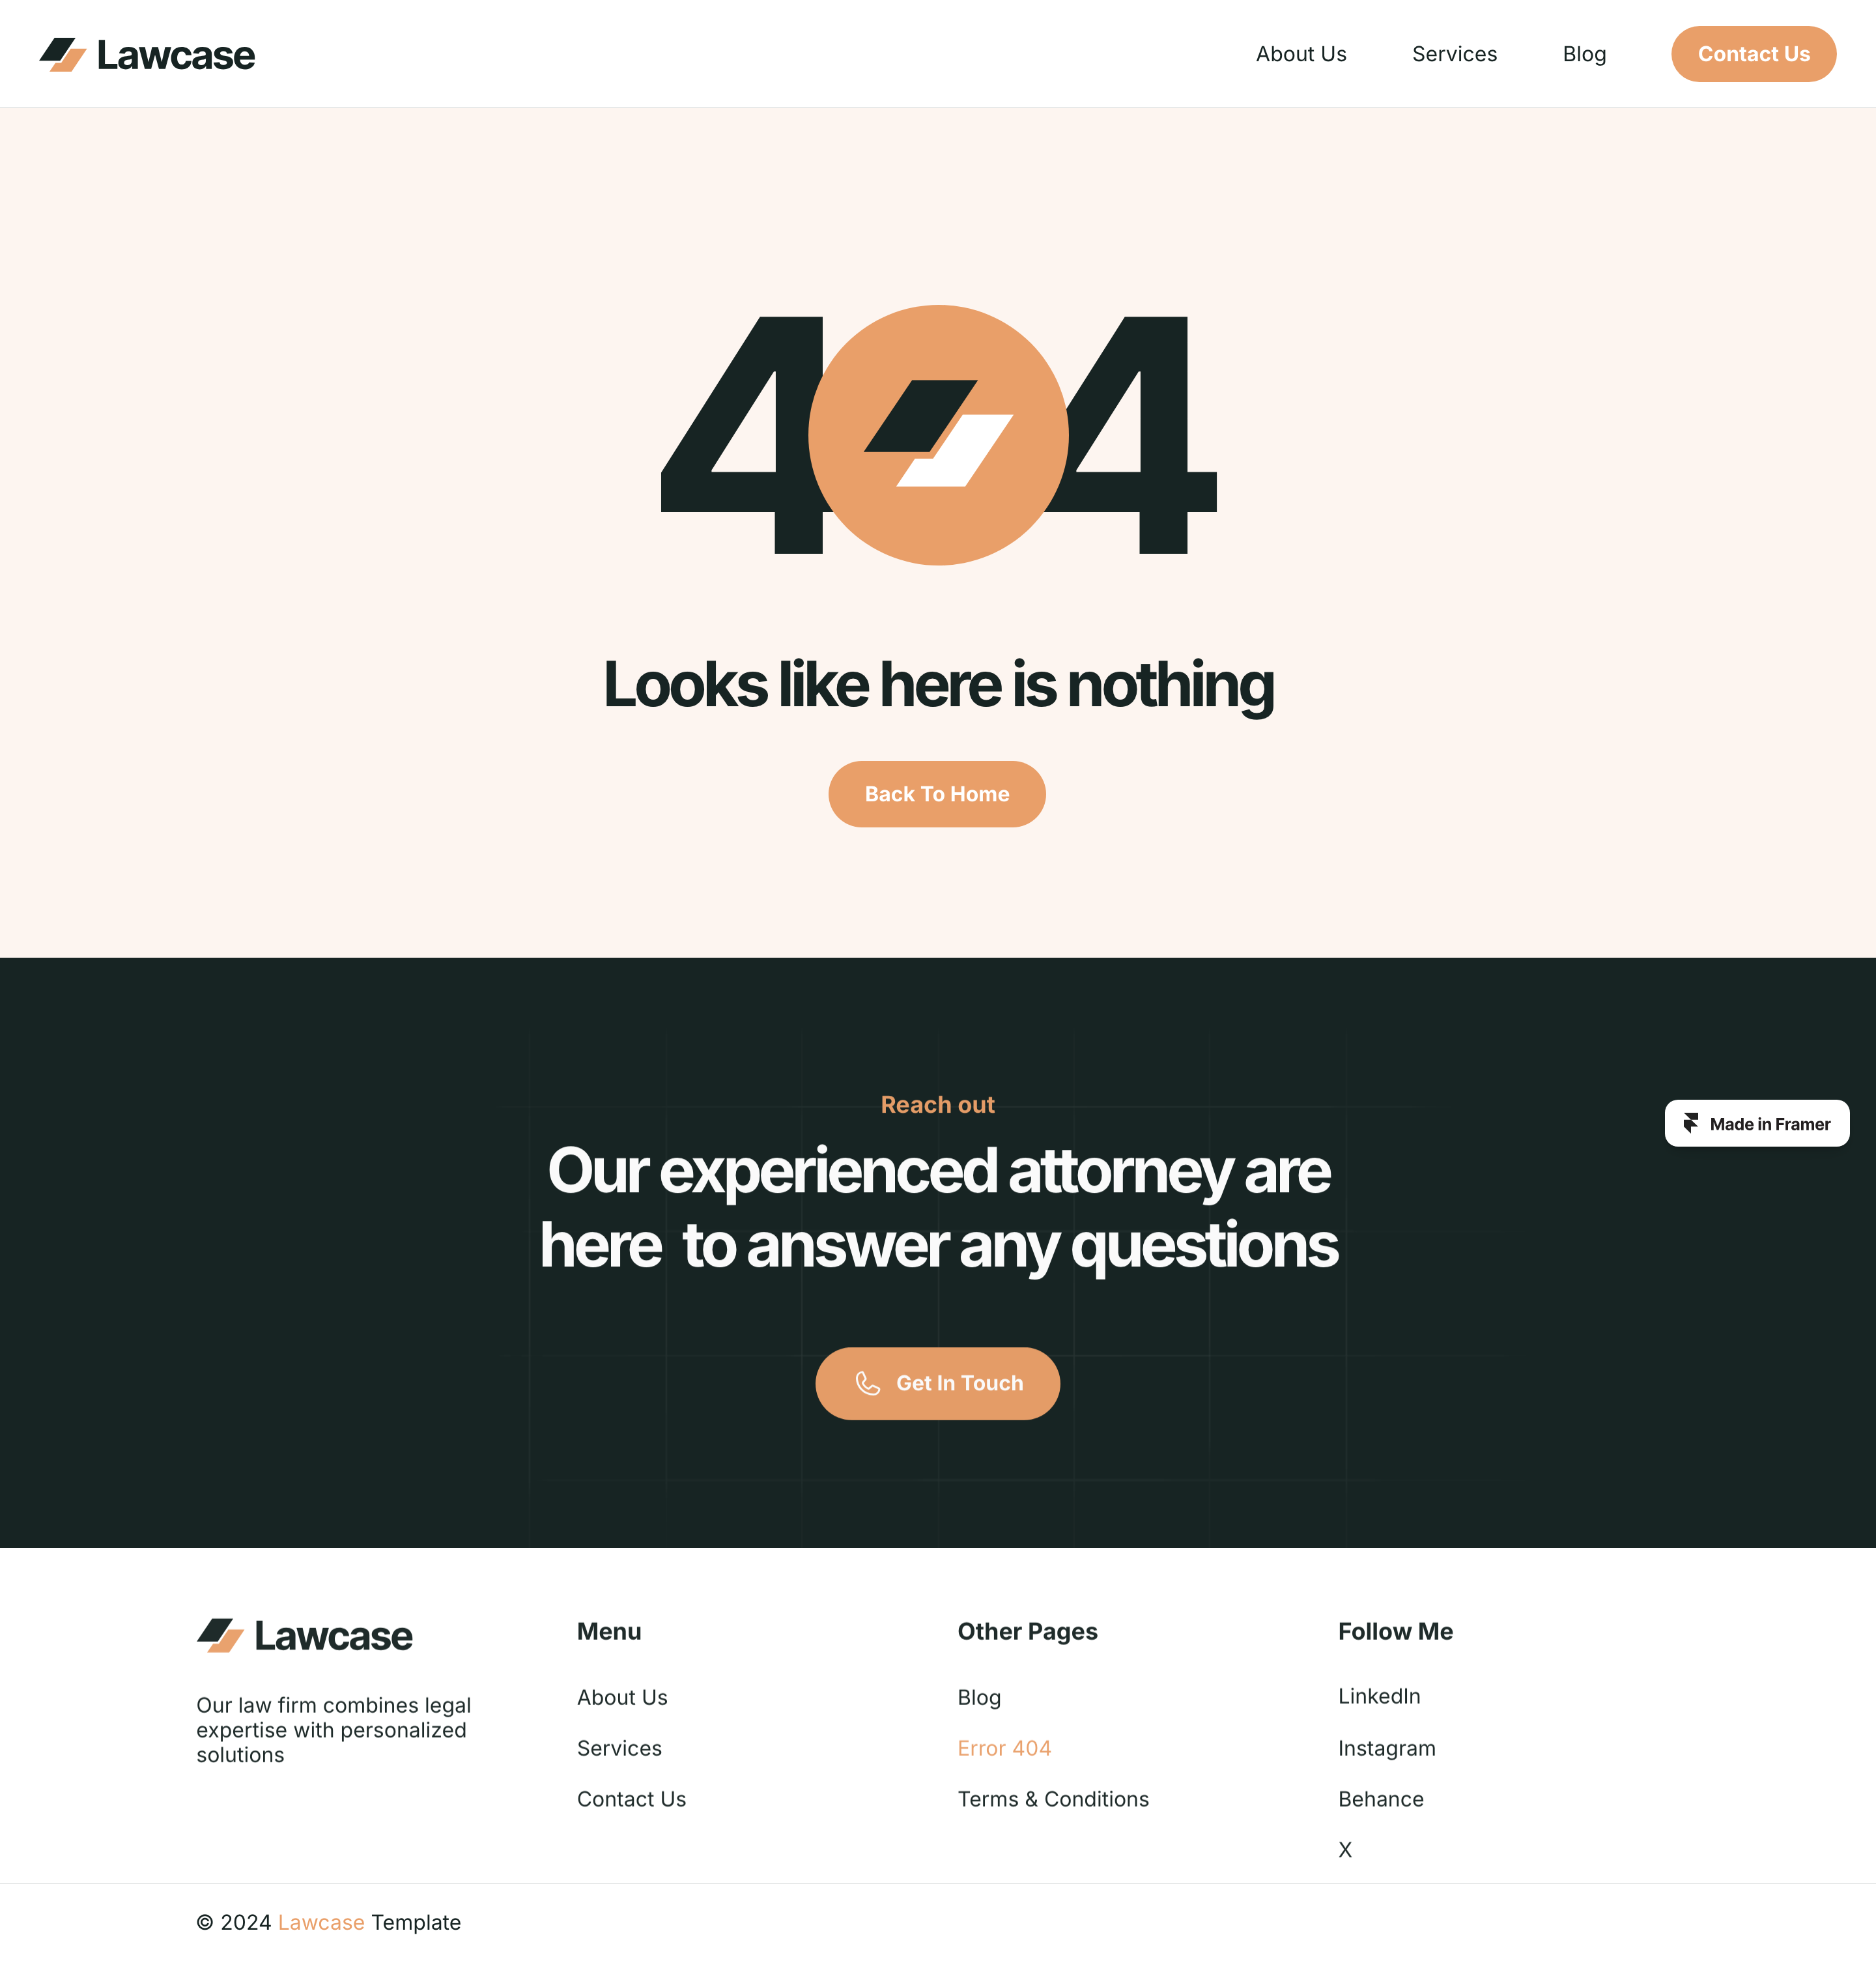 Lawcase
About Us
Services
Blog
Contact Us
4 4
Looks like here is nothing
Back To Home
Reach out
Our experienced attorney are
here  to answer any questions
Made in Framer
Get In Touch
Lawcase
Our law firm combines legal
expertise with personalized
solutions
Menu
About Us
Services
Contact Us
Other Pages
Blog
Error 404
Terms & Conditions
Follow Me
LinkedIn
Instagram
Behance
X
© 2024 Lawcase Template